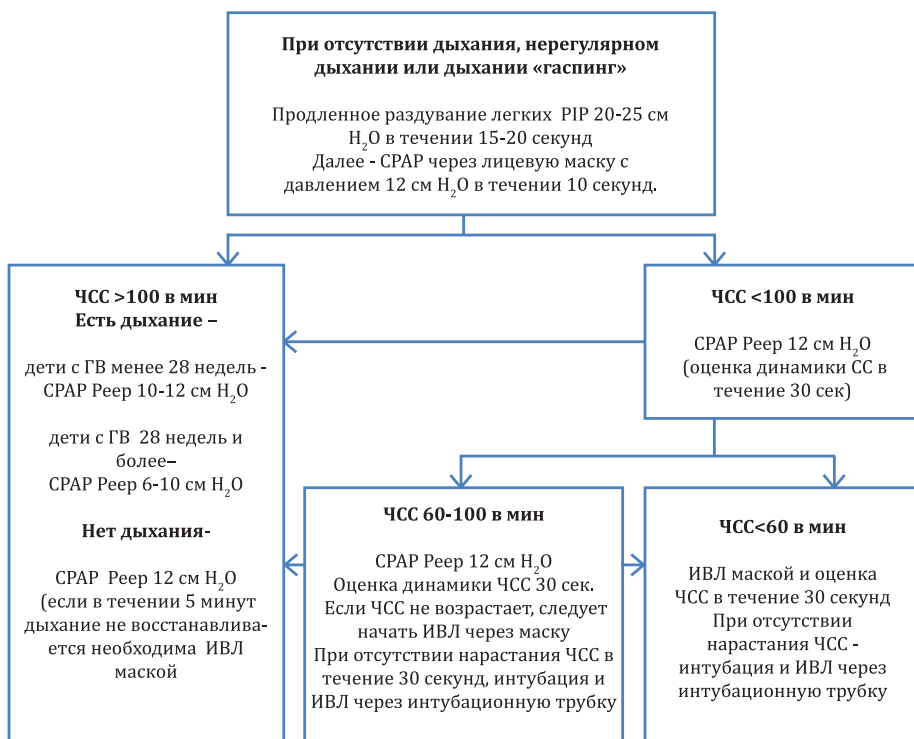 При отсутствии дыхания, нерегулярном
дыхании или дыхании «гаспинг»
Продленное раздувание легких PIP 20-25 см
H₂O в течении 15-20 секунд
Далее - CPAP через лицевую маску с
давлением 12 см H₂O в течении 10 секунд.
ЧСС >100 в мин
Есть дыхание –
дети с ГВ менее 28 недель -
CPAP Peep 10-12 см H₂O
дети с ГВ 28 недель и
более–
CPAP Peep 6-10 см H₂O
Нет дыхания-
CPAP Peep 12 см H₂O
(если в течении 5 минут
дыхание не восстанавлива-
ется необходима ИВЛ
маской
ЧСС <100 в мин
CPAP Peep 12 см H₂O
(оценка динамики СС в
течение 30 сек)
ЧСС 60-100 в мин
CPAP Peep 12 см H₂O
Оценка динамики ЧСС 30 сек.
Если ЧСС не возрастает, следует
начать ИВЛ через маску
При отсутствии нарастания ЧСС в
течение 30 секунд, интубация и
ИВЛ через интубационную трубку
ЧСС<60 в мин
ИВЛ маской и оценка
ЧСС в течение 30 секунд
При отсутствии
нарастания ЧСС -
интубация и ИВЛ через
интубационную трубку